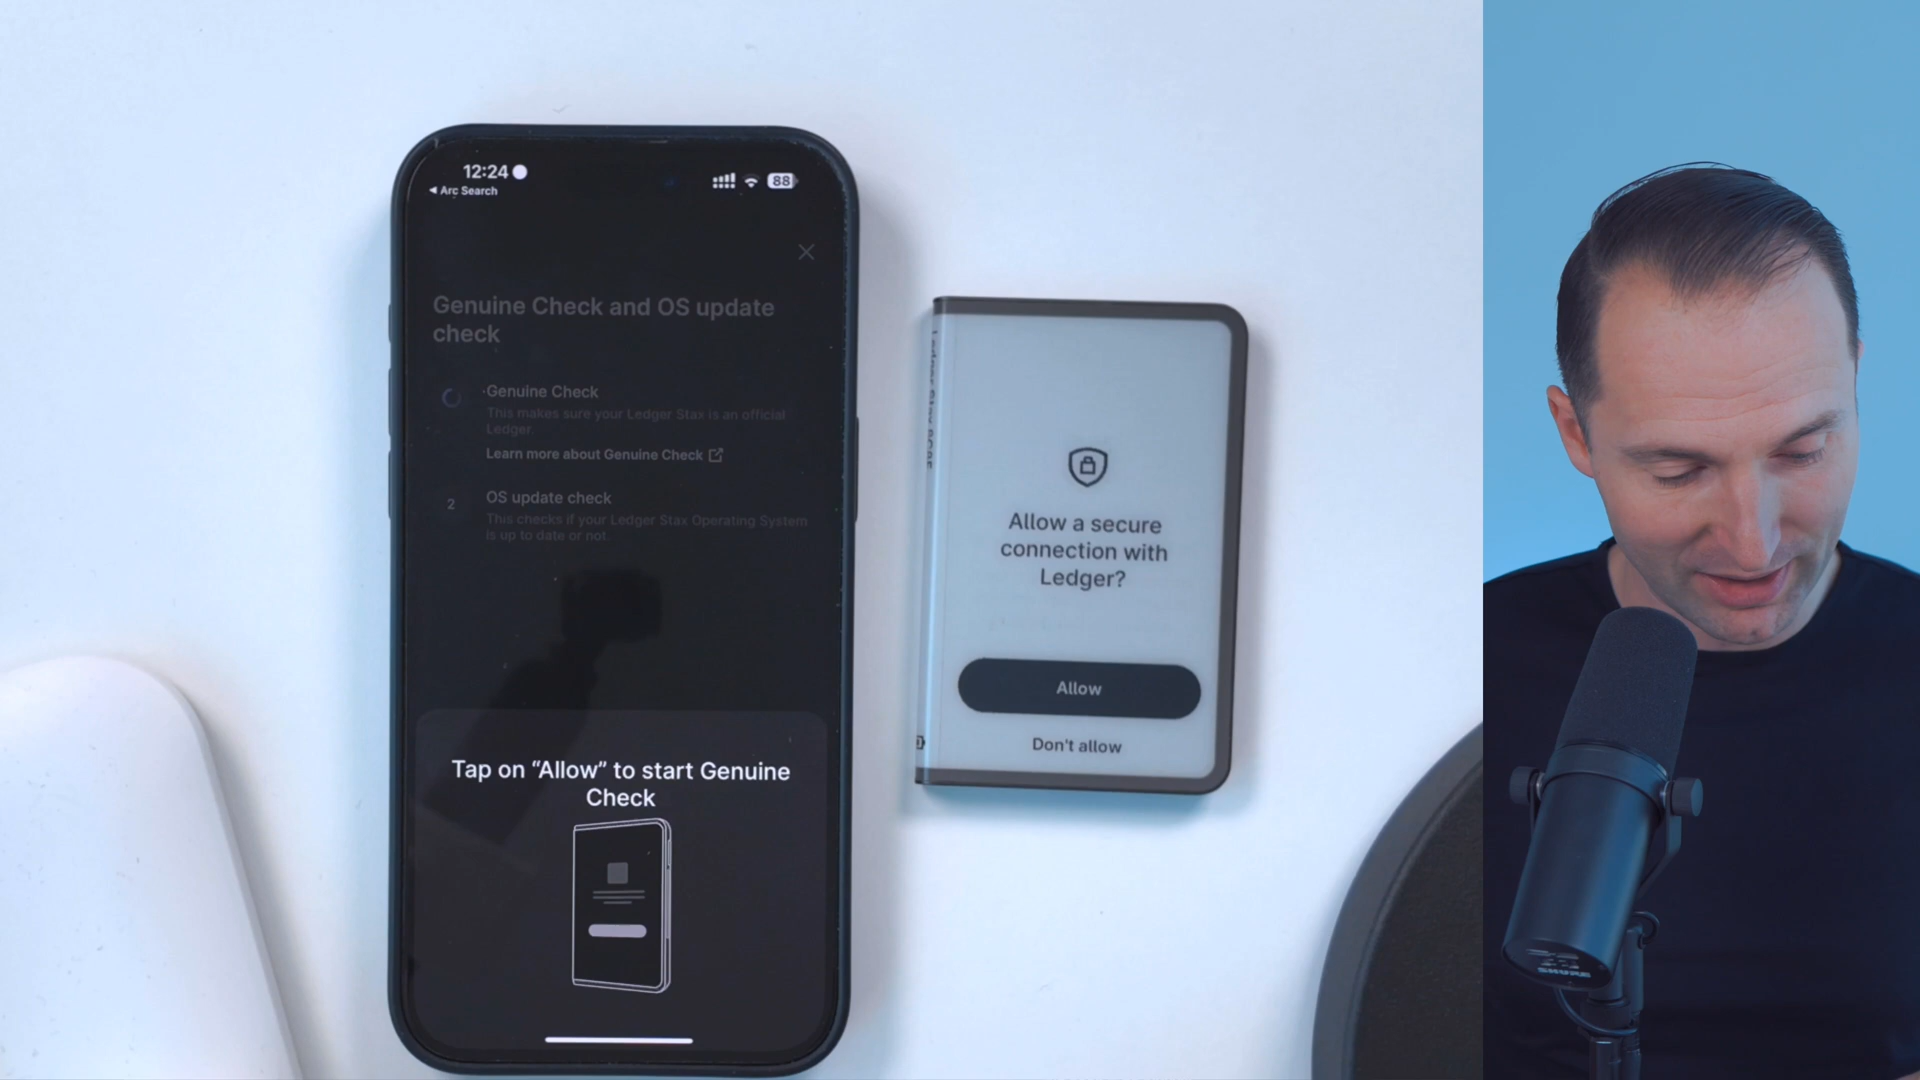 12:24
88
◀ Arc Search
Genuine Check and OS update
check
Genuine Check
This makes sure your Ledger Stax is an official
Ledger.
Learn more about Genuine Check
2
OS update check
This checks if your Ledger Stax Operating System
is up to date or not.
Tap on “Allow” to start Genuine
Check
Ledger Stax
Allow a secure
connection with
Ledger?
Allow
Don't allow
SHURE